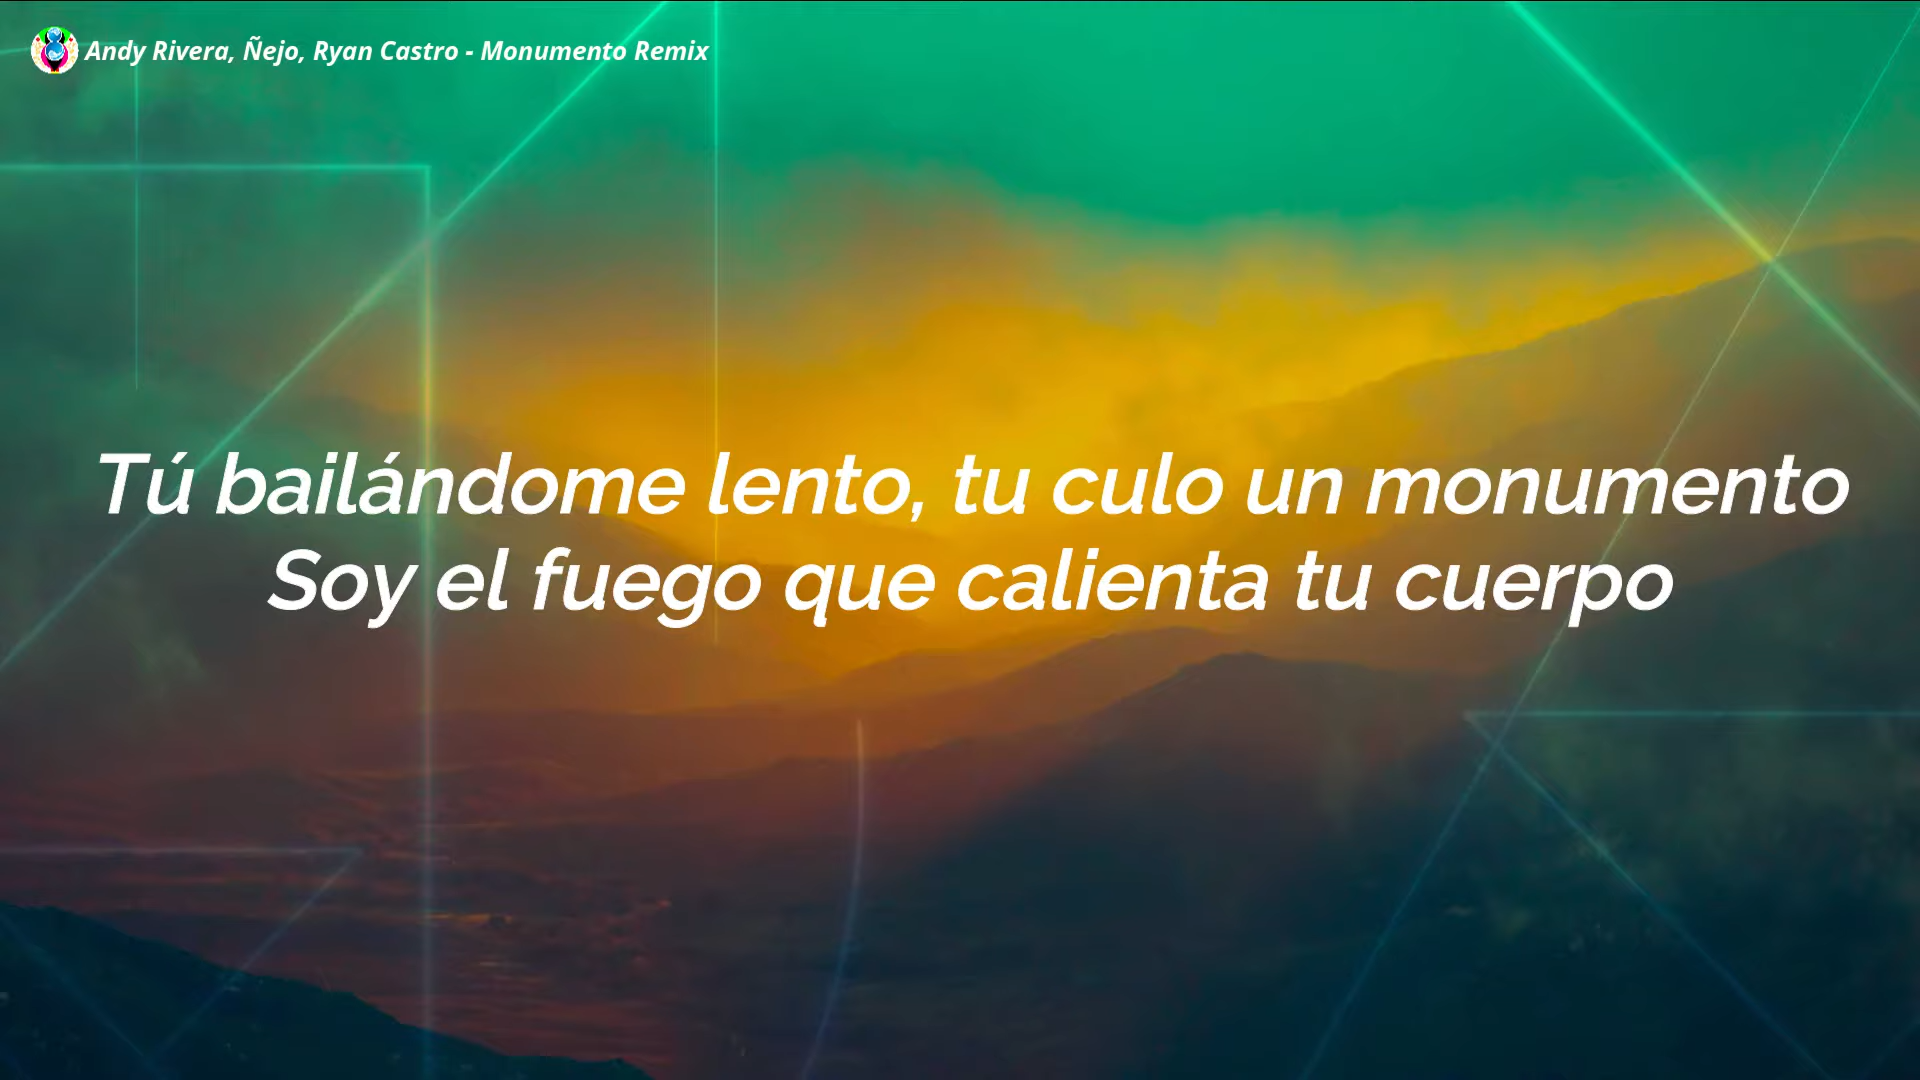 Andy Rivera, Ñejo, Ryan Castro - Monumento Remix
Tú bailándome lento, tu culo un monumento
Soy el fuego que calienta tu cuerpo